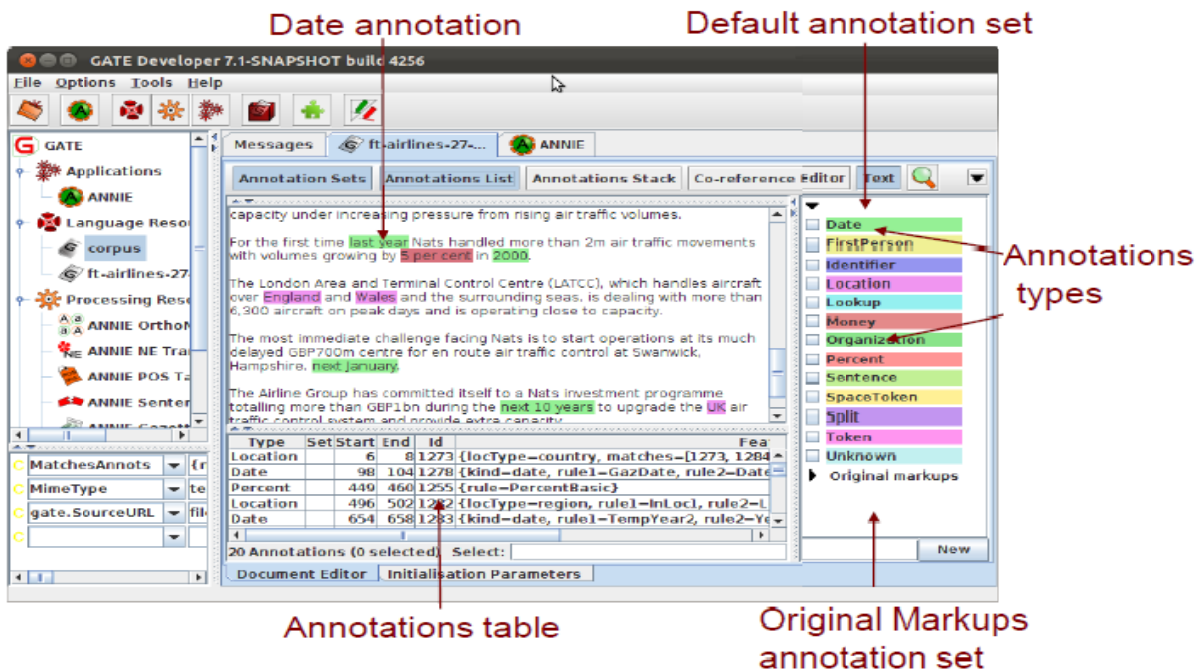 Date annotation
Default annotation set
GATE Developer 7.1-SNAPSHOT build 4256
File Options Tools Help
GATE
Applications
ANNIE
Language Reso
corpus
ft-airlines-27-
Processing Rese
ANNIE OrthoM
ANNIE NE Tra
ANNIE POS Ta
ANNIE Senter
Messages ft-airlines-27-... ANNIE
Annotation Sets Annotations List Annotations Stack Co-reference Editor Text
capacity under increasing pressure from rising air traffic volumes.
For the first time last year Nats handled more than 2m air traffic movements
with volumes growing by 5 per cent in 2000.
The London Area and Terminal Control Centre (LATCC), which handles aircraft
over England and Wales and the surrounding seas, is dealing with more than
6,300 aircraft on peak days and is operating close to capacity.
The most immediate challenge facing Nats is to start operations at its much
delayed GBP700m centre for en route air traffic control at Swanwick,
Hampshire, next January.
The Airline Group has committed itself to a Nats investment programme
totalling more than GBP1bn during the next 10 years to upgrade the UK air
traffic control system and provide extra capacity.
Date
FirstPerson
Identifier
Location
Lookup
Money
Organization
Percent
Sentence
SpaceToken
Split
Token
Unknown
Original markups
New
Annotations
types
MatchesAnnots {r
MimeType te
gate.SourceURL fil
Type Set Start End Id Fea
Location 6 8 1273 {locType=country, matches=[1273, 1284
Date 98 104 1278 {kind=date, rule1=GazDate, rule2=Date
Percent 449 460 1255 {rule=PercentBasic}
Location 496 502 1282 {locType=region, rule1=InLoc1, rule2=L
Date 654 658 1283 {kind=date, rule1=TempYear2, rule2=Ye
20 Annotations (0 selected) Select:
Document Editor Initialisation Parameters
Annotations table
Original Markups
annotation set